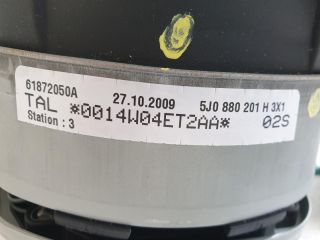 61872050A 27.10.2009 5J0 880 201 H 3X1
TAL *0014W04ET2AA* 02S
Station : 3